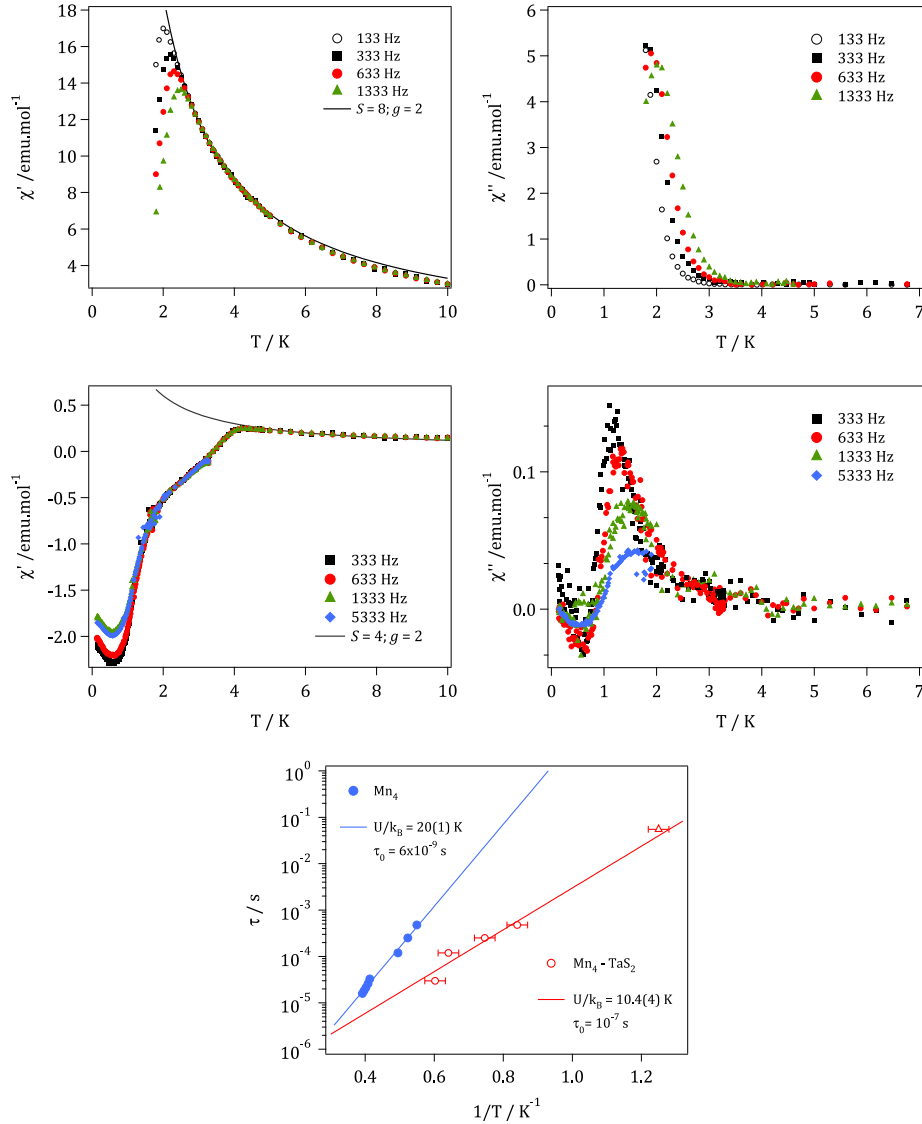 18
16
14
12
10
8
6
4
χ' /emu.mol⁻¹
133 Hz
333 Hz
633 Hz
1333 Hz
S = 8; g = 2
0 2 4 6 8 10
T / K
6
5
4
3
2
1
0
χ'' /emu.mol⁻¹
133 Hz
333 Hz
633 Hz
1333 Hz
0 1 2 3 4 5 6 7
T / K
0.5
0.0
-0.5
-1.0
-1.5
-2.0
χ' /emu.mol⁻¹
333 Hz
633 Hz
1333 Hz
5333 Hz
S = 4; g = 2
0 2 4 6 8 10
T / K
0.1
0.0
χ'' /emu.mol⁻¹
333 Hz
633 Hz
1333 Hz
5333 Hz
0 1 2 3 4 5 6 7
T / K
10⁰
10⁻¹
10⁻²
10⁻³
10⁻⁴
10⁻⁵
10⁻⁶
τ / s
Mn₄
U/k_B = 20(1) K
τ₀ = 6x10⁻⁹ s
Mn₄ - TaS₂
U/k_B = 10.4(4) K
τ₀ = 10⁻⁷ s
0.4 0.6 0.8 1.0 1.2
1/T / K⁻¹